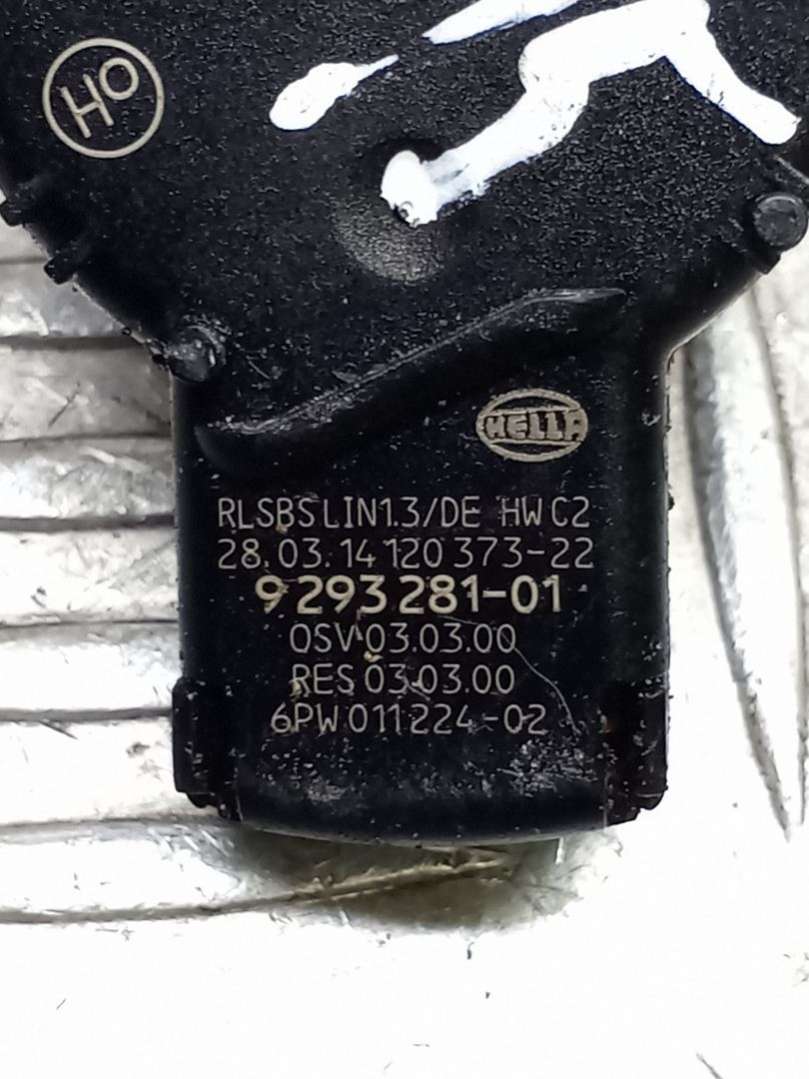 HO
HELLA
RLSBS LIN1.3/DE HW C2
28.03.14 120 373-22
9 293 281-01
OSV 03.03.00
RES 03.03.00
6PW 011 224-02